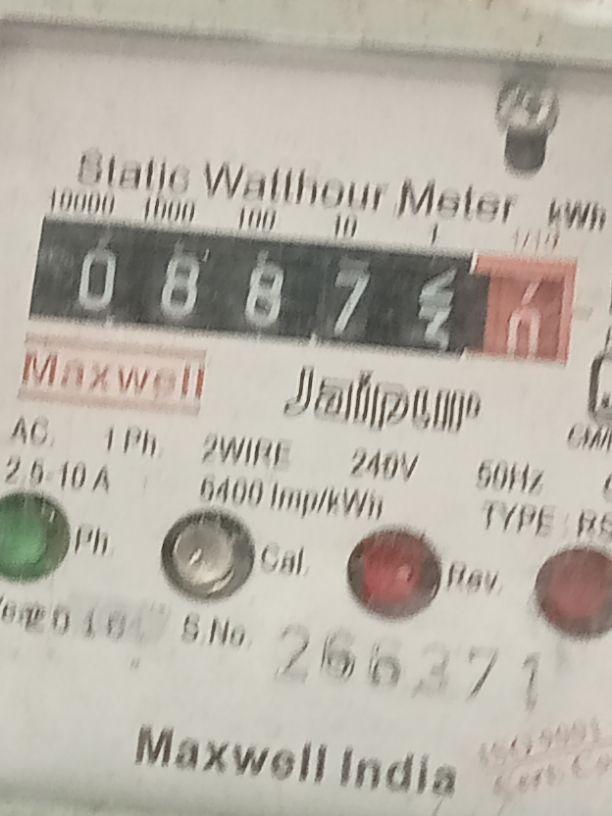 Static Watthour Meter kWh
10000 1000 100 10 1 1/10
0 8 8 7
Maxwell Jaipur
AC. 1 Ph. 2WIRE 240V 50Hz
2.5-10 A 6400 Imp/kWh TYPE : RS
Ph. Cal. Rev.
S.No. 266371
Maxwell India